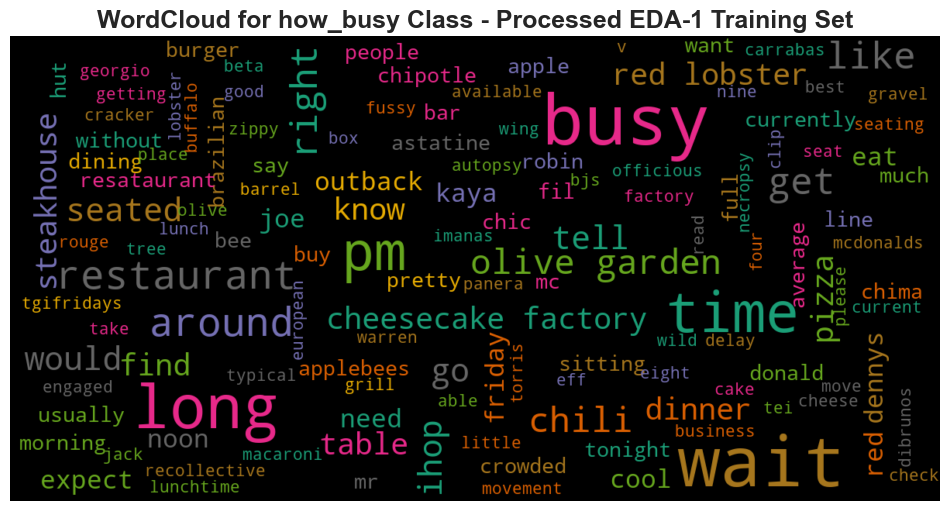 WordCloud for how_busy Class - Processed EDA-1 Training Set
burger
people
v
want
carrabas
like
hut
georgio
beta
right
chipotle
apple
red lobster
getting
lobster
buffalo
good
available
busy
nine
best
gravel
cracker
brazilian
zippy
fussy
bar
wing
currently
seating
without
box
astatine
steakhouse
dining
place
say
autopsy
robin
officious
clip
seat
eat
resataurant
barrel
outback
kaya
fil
bjs
factory
full
necropsy
get
much
seated
olive
joe
know
chic
tell
read
line
rouge
lunch
bee
imanas
four
average
mcdonalds
tree
restaurant
buy
pm
olive garden
pizza
please
pretty
panera
mc
chima
tgifridays
european
time
current
take
around
cheesecake factory
warren
wild
delay
would
find
typical
applebees
go
friday
torris
sitting
donald
engaged
grill
eff
eight
move
dennys
long
able
cake
cheese
usually
need
chili
dinner
tei
dibrunos
morning
noon
table
ihop
little
business
red
jack
macaroni
tonight
wait
expect
recollective
mr
crowded
cool
check
lunchtime
movement